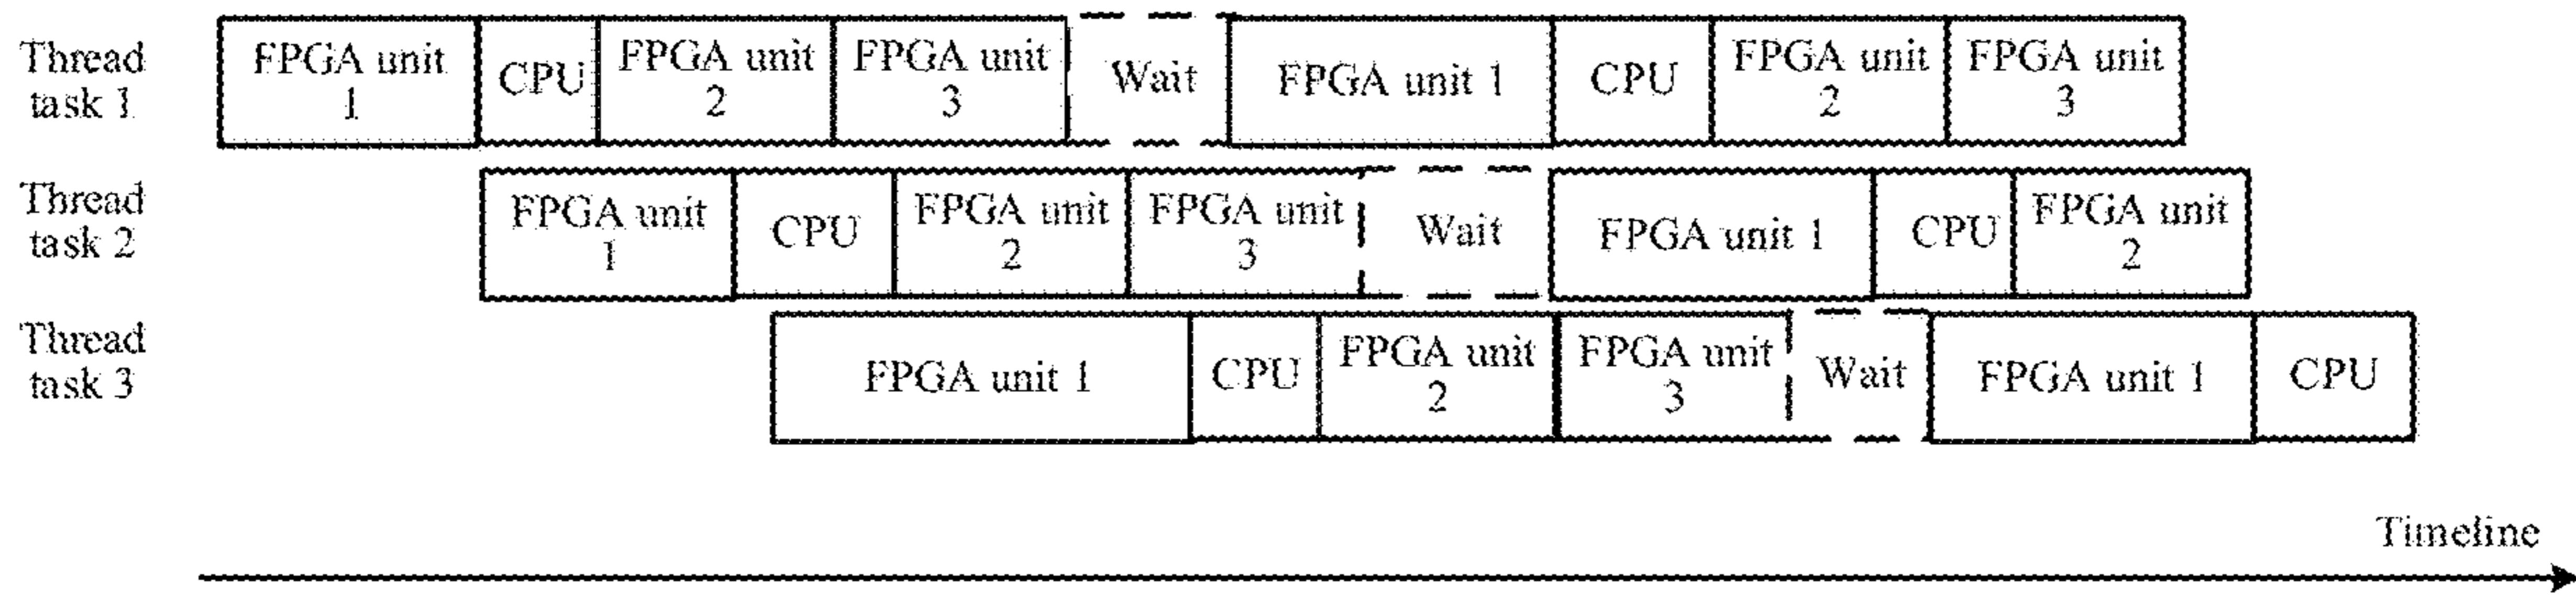 Thread
task 1
FPGA unit
1
CPU
FPGA unit
2
FPGA unit
3
Wait
FPGA unit 1
CPU
FPGA unit
2
FPGA unit
3
Thread
task 2
FPGA unit
1
CPU
FPGA unit
2
FPGA unit
3
Wait
FPGA unit 1
CPU
FPGA unit
2
Thread
task 3
FPGA unit 1
CPU
FPGA unit
2
FPGA unit
3
Wait
FPGA unit 1
CPU
Timeline